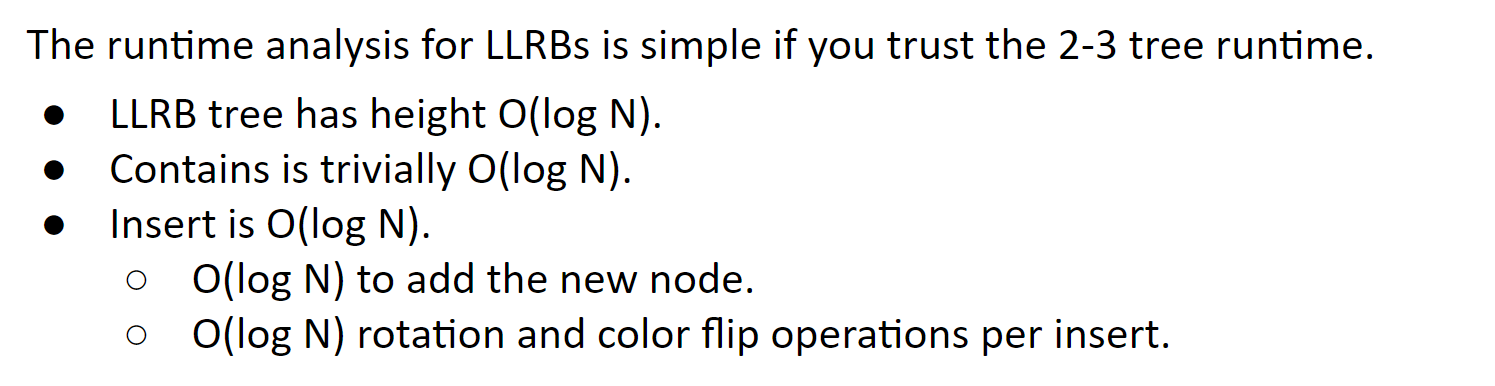 The runtime analysis for LLRBs is simple if you trust the 2-3 tree runtime.
● LLRB tree has height O(log N).
● Contains is trivially O(log N).
● Insert is O(log N).
○ O(log N) to add the new node.
○ O(log N) rotation and color flip operations per insert.